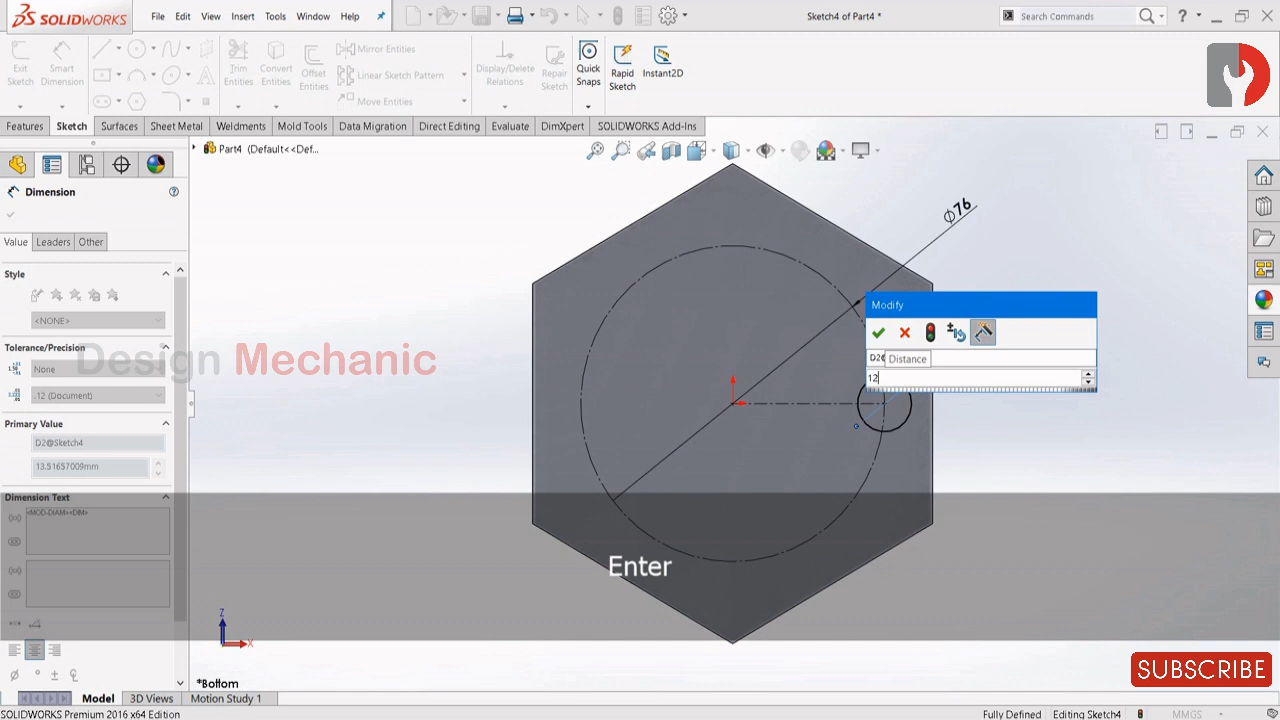 SOLIDWORKS
File Edit View Insert Tools Window Help
Sketch4 of Part4 *
Search Commands
Exit Sketch
Smart Dimension
Trim Entities
Convert Entities
Offset Entities
Mirror Entities
Linear Sketch Pattern
Move Entities
Display/Delete Relations
Repair Sketch
Quick Snaps
Rapid Sketch
Instant2D
Features Sketch Surfaces Sheet Metal Weldments Mold Tools Data Migration Direct Editing Evaluate DimXpert SOLIDWORKS Add-Ins
Part4 (Default<<Def...
Dimension
Value Leaders Other
Style
<NONE>
Tolerance/Precision
None
.12 (Document)
Primary Value
D2@Sketch4
13.51657009mm
Dimension Text
<MOD-DIAM><DIM>
Design Mechanic
Ø76
Modify
D2@
Distance
12
Enter
Z
X
*Bottom
SUBSCRIBE
Model 3D Views Motion Study 1
SOLIDWORKS Premium 2016 x64 Edition
Fully Defined Editing Sketch4 MMGS